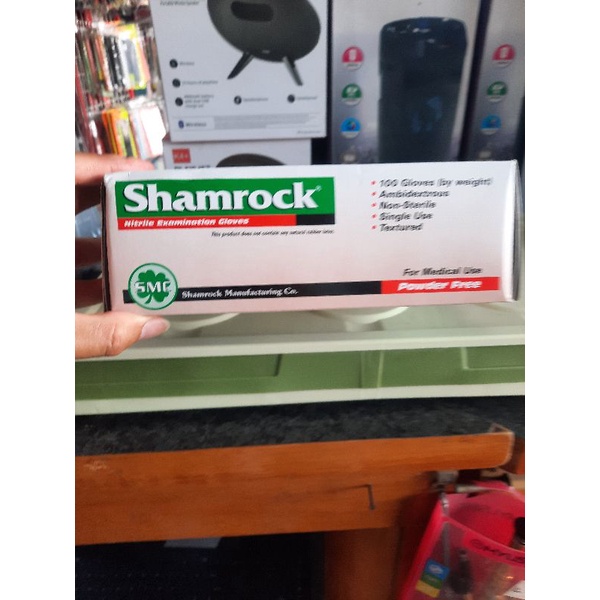 Shamrock®
Nitrile Examination Gloves
This product does not contain any natural rubber latex
• 100 Gloves (by weight)
• Ambidextrous
• Non-Sterile
• Single Use
• Textured
For Medical Use
Powder Free
SMC
Shamrock Manufacturing Co.